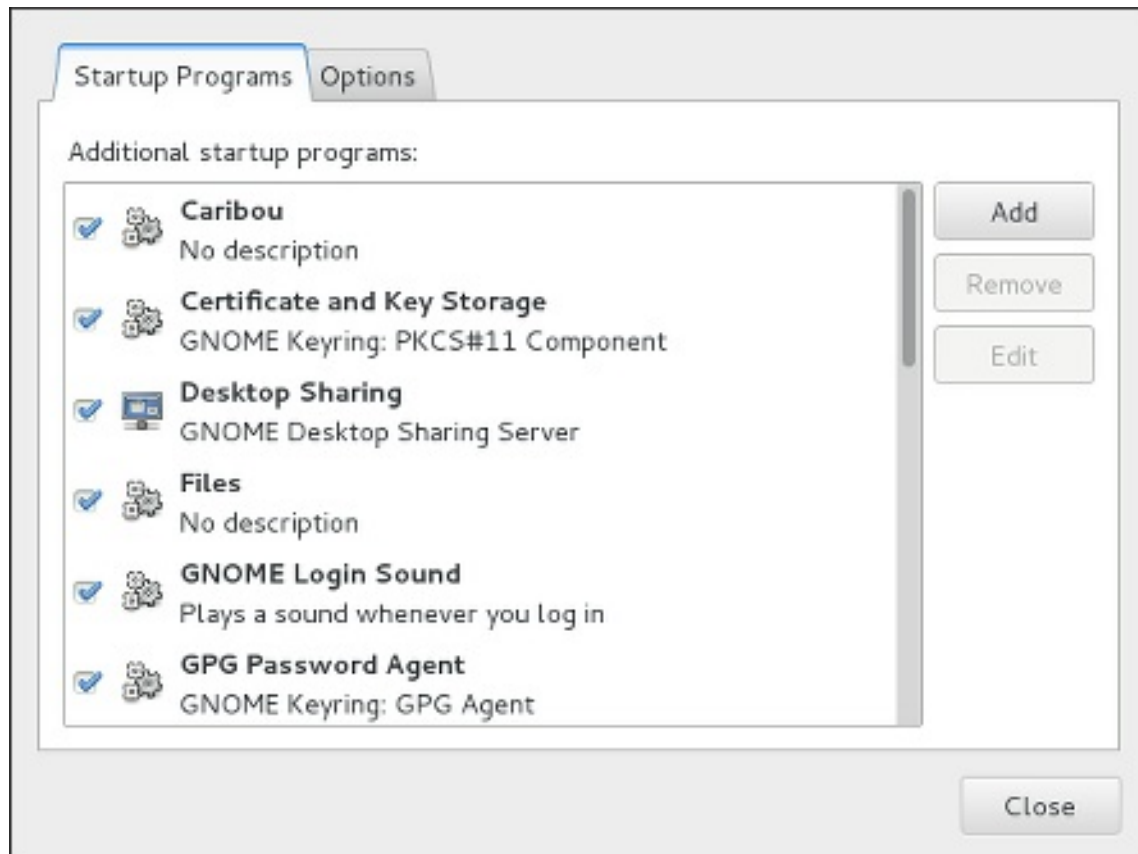 Startup Programs
Options
Additional startup programs:
Caribou
No description
Certificate and Key Storage
GNOME Keyring: PKCS#11 Component
Desktop Sharing
GNOME Desktop Sharing Server
Files
No description
GNOME Login Sound
Plays a sound whenever you log in
GPG Password Agent
GNOME Keyring: GPG Agent
Add
Remove
Edit
Close